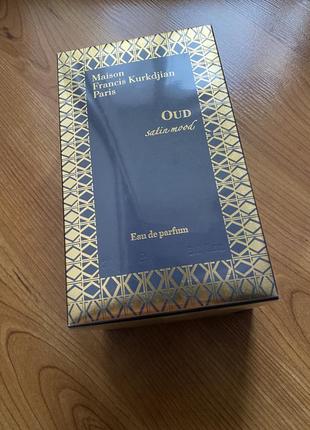 Maison
Francis Kurkdjian
Paris
OUD
satin mood
Eau de parfum